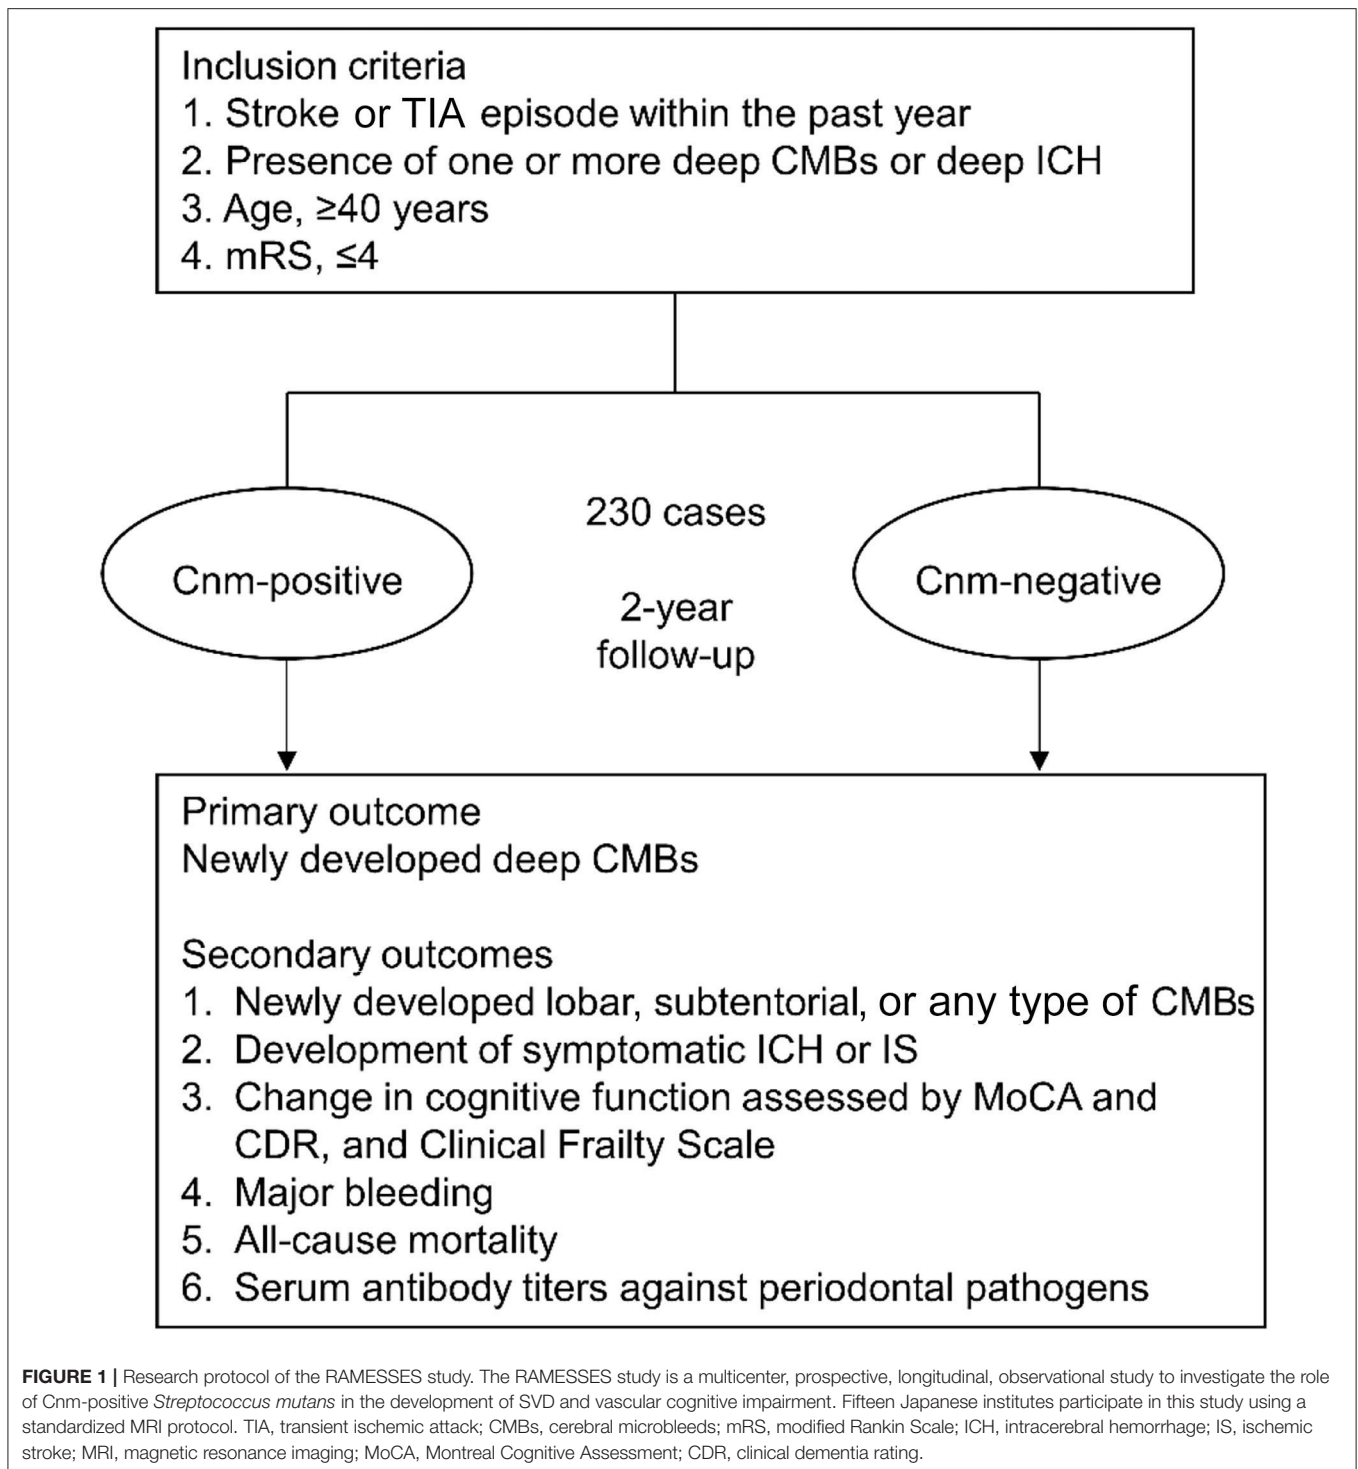 Inclusion criteria
1. Stroke or TIA episode within the past year
2. Presence of one or more deep CMBs or deep ICH
3. Age, ≥40 years
4. mRS, ≤4
230 cases
Cnm-positive
Cnm-negative
2-year
follow-up
Primary outcome
Newly developed deep CMBs
Secondary outcomes
1. Newly developed lobar, subtentorial, or any type of CMBs
2. Development of symptomatic ICH or IS
3. Change in cognitive function assessed by MoCA and
CDR, and Clinical Frailty Scale
4. Major bleeding
5. All-cause mortality
6. Serum antibody titers against periodontal pathogens
FIGURE 1 | Research protocol of the RAMESSES study. The RAMESSES study is a multicenter, prospective, longitudinal, observational study to investigate the role
of Cnm-positive Streptococcus mutans in the development of SVD and vascular cognitive impairment. Fifteen Japanese institutes participate in this study using a
standardized MRI protocol. TIA, transient ischemic attack; CMBs, cerebral microbleeds; mRS, modified Rankin Scale; ICH, intracerebral hemorrhage; IS, ischemic
stroke; MRI, magnetic resonance imaging; MoCA, Montreal Cognitive Assessment; CDR, clinical dementia rating.